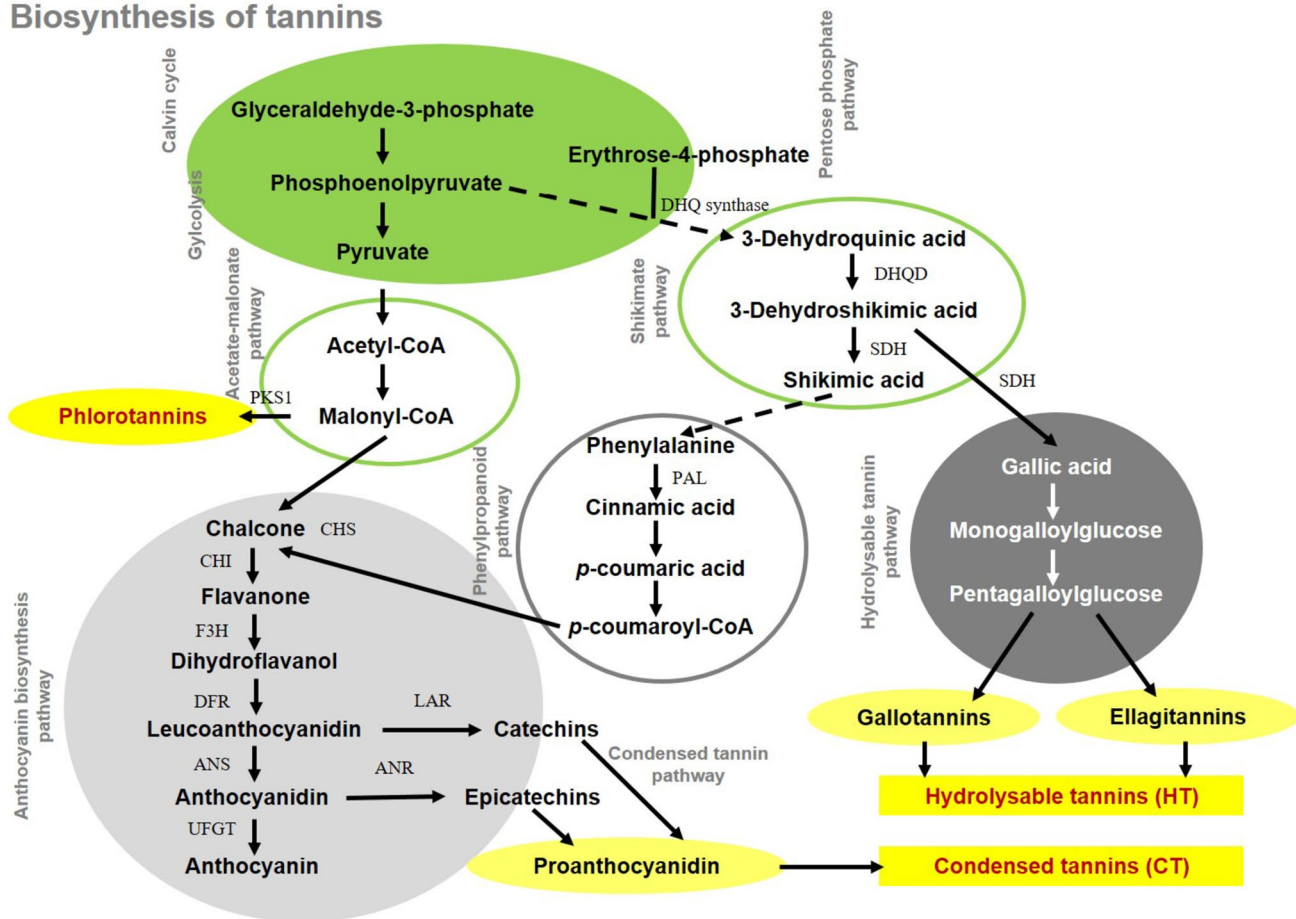 Biosynthesis of tannins
Calvin cycle
Gylcolysis
Glyceraldehyde-3-phosphate
Phosphoenolpyruvate
Pyruvate
Erythrose-4-phosphate
Pentose phosphate
pathway
DHQ synthase
Shikimate
pathway
3-Dehydroquinic acid
DHQD
3-Dehydroshikimic acid
SDH
SDH
Shikimic acid
Acetate-malonate
pathway
Acetyl-CoA
Malonyl-CoA
PKS1
Phlorotannins
Phenylpropanoid
pathway
Phenylalanine
PAL
Cinnamic acid
p-coumaric acid
p-coumaroyl-CoA
Hydrolysable tannin
pathway
Gallic acid
Monogalloylglucose
Pentagalloylglucose
Gallotannins
Ellagitannins
Hydrolysable tannins (HT)
Anthocyanin biosynthesis
pathway
Chalcone CHS
CHI
Flavanone
F3H
Dihydroflavanol
DFR
Leucoanthocyanidin
LAR
Catechins
ANS
ANR
Anthocyanidin
Epicatechins
UFGT
Anthocyanin
Condensed tannin
pathway
Proanthocyanidin
Condensed tannins (CT)